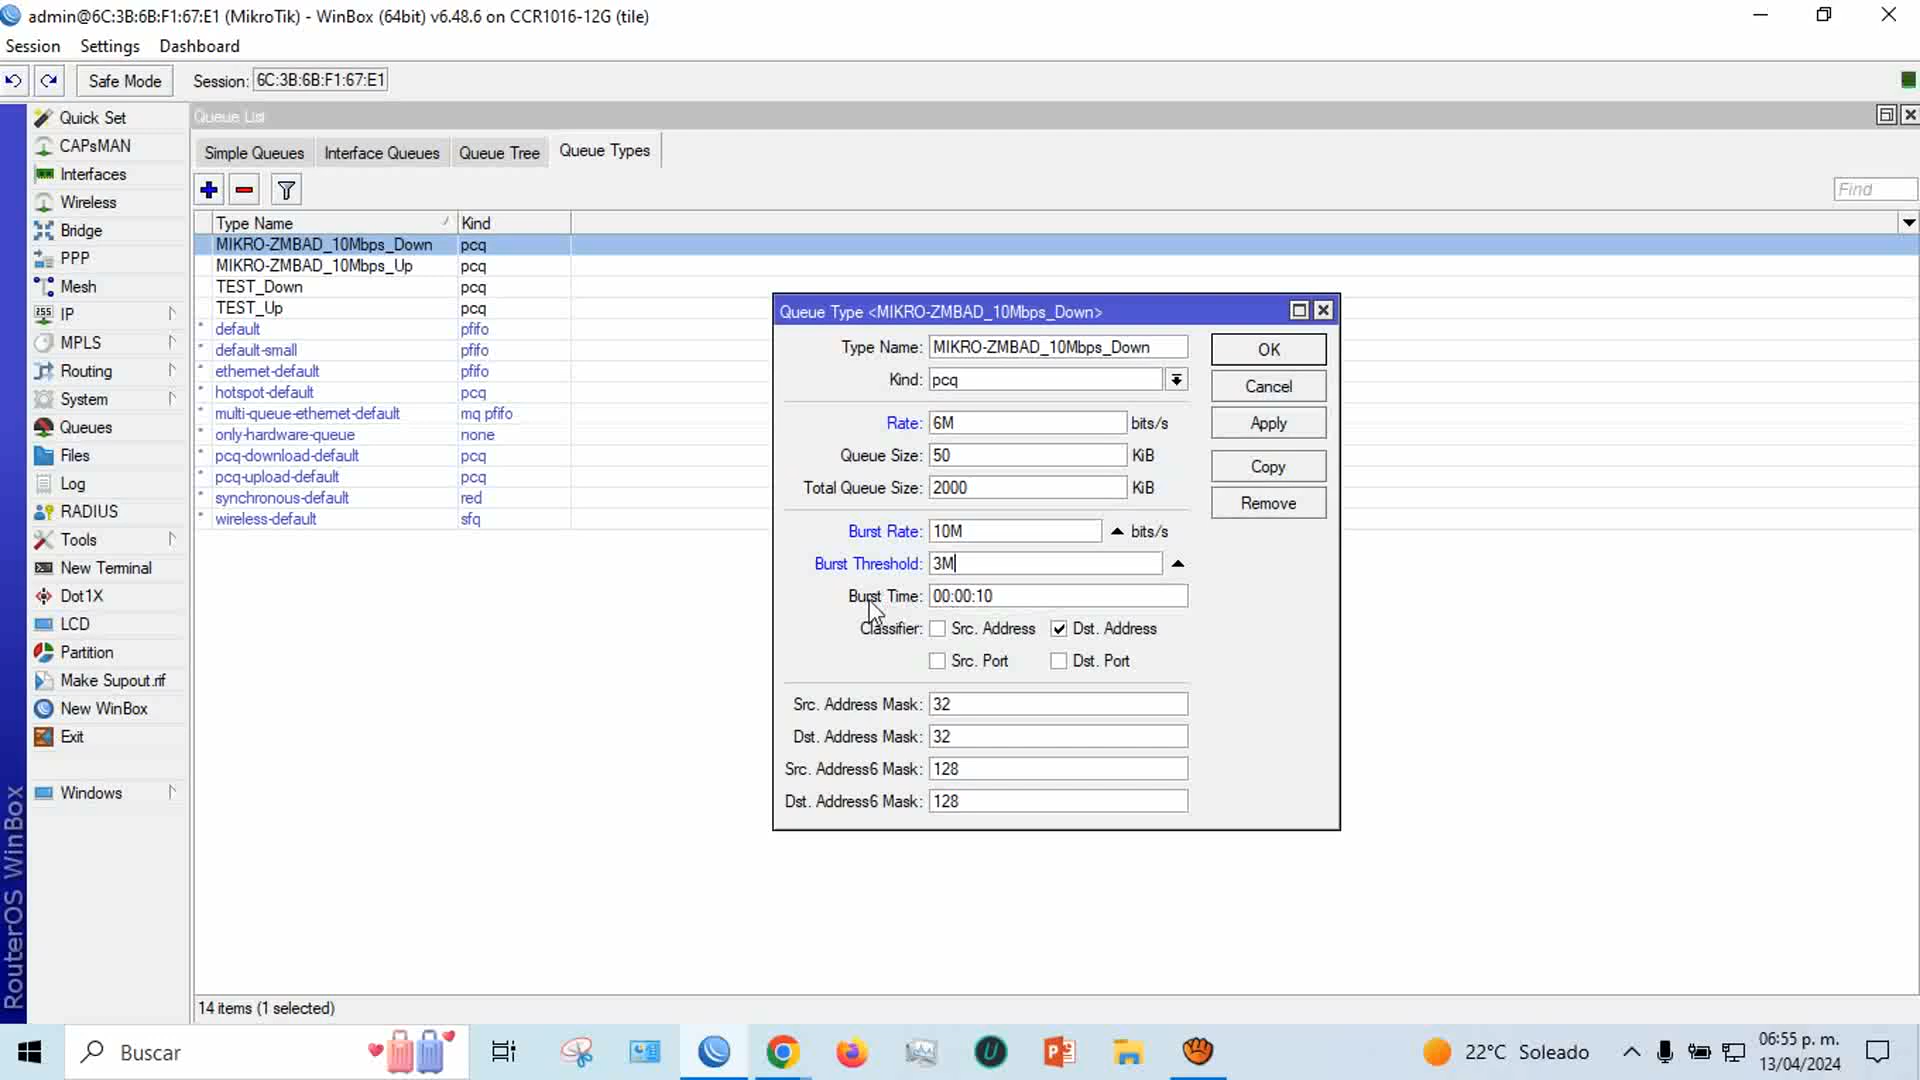 admin@6C:3B:6B:F1:67:E1 (MikroTik) - WinBox (64bit) v6.48.6 on CCR1016-12G (tile)
Session Settings Dashboard
Safe Mode Session: 6C:3B:6B:F1:67:E1
Quick Set
CAPsMAN
Interfaces
Wireless
Bridge
PPP
Mesh
IP
MPLS
Routing
System
Queues
Files
Log
RADIUS
Tools
New Terminal
Dot1X
LCD
Partition
Make Supout.rif
New WinBox
Exit
Windows
RouterOS WinBox
Queue List
Simple Queues Interface Queues Queue Tree Queue Types
Find
Type Name Kind
MIKRO-ZMBAD_10Mbps_Down pcq
MIKRO-ZMBAD_10Mbps_Up pcq
TEST_Down pcq
TEST_Up pcq
* default pfifo
* default-small pfifo
* ethernet-default pfifo
* hotspot-default pcq
* multi-queue-ethernet-default mq pfifo
* only-hardware-queue none
* pcq-download-default pcq
* pcq-upload-default pcq
* synchronous-default red
* wireless-default sfq
14 items (1 selected)
Queue Type <MIKRO-ZMBAD_10Mbps_Down>
Type Name: MIKRO-ZMBAD_10Mbps_Down
Kind: pcq
Rate: 6M bits/s
Queue Size: 50 KiB
Total Queue Size: 2000 KiB
Burst Rate: 10M bits/s
Burst Threshold: 3M
Burst Time: 00:00:10
Classifier: Src. Address Dst. Address
Src. Port Dst. Port
Src. Address Mask: 32
Dst. Address Mask: 32
Src. Address6 Mask: 128
Dst. Address6 Mask: 128
OK
Cancel
Apply
Copy
Remove
Buscar
22°C Soleado
06:55 p. m.
13/04/2024